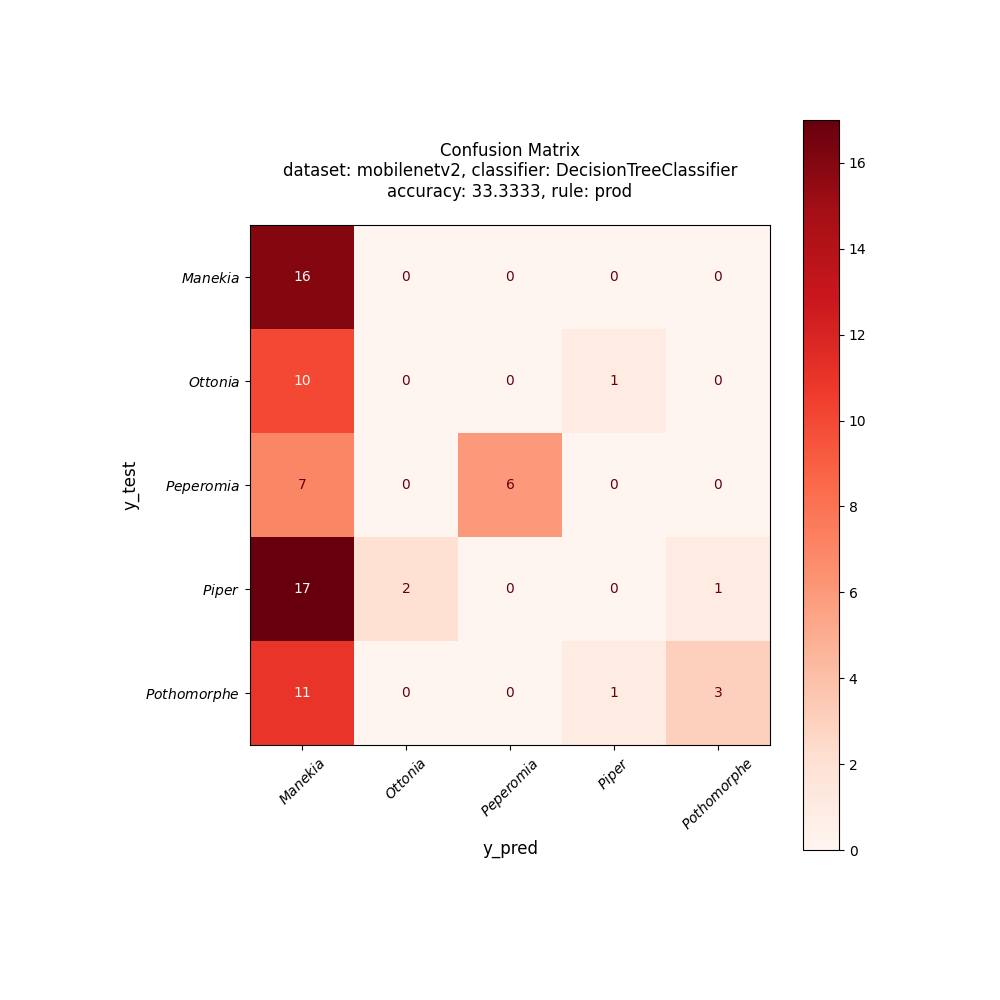 Confusion Matrix
dataset: mobilenetv2, classifier: DecisionTreeClassifier
accuracy: 33.3333, rule: prod
Manekia 16 0 0 0 0
Ottonia 10 0 0 1 0
Peperomia 7 0 6 0 0
Piper 17 2 0 0 1
Pothomorphe 11 0 0 1 3
Manekia Ottonia Peperomia Piper Pothomorphe
y_test
y_pred
16
14
12
10
8
6
4
2
0